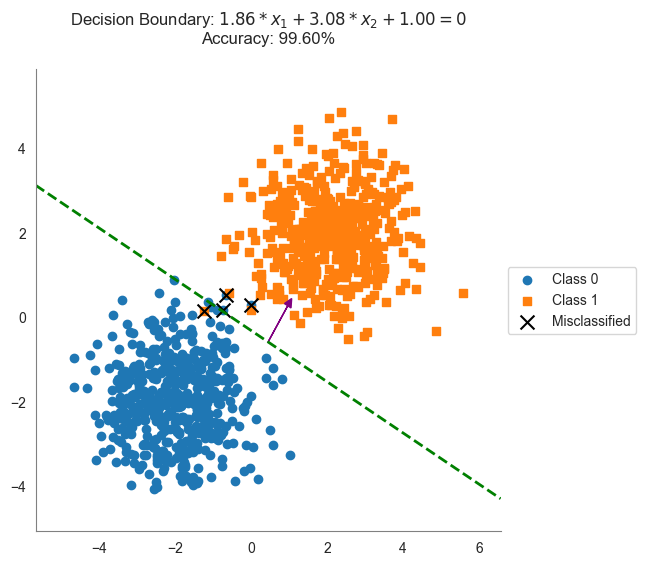 Decision Boundary: 1.86 * x₁ + 3.08 * x₂ + 1.00 = 0
Accuracy: 99.60%
4
2
0
−2
−4
−4
−2
0
2
4
6
Class 0
Class 1
Misclassified